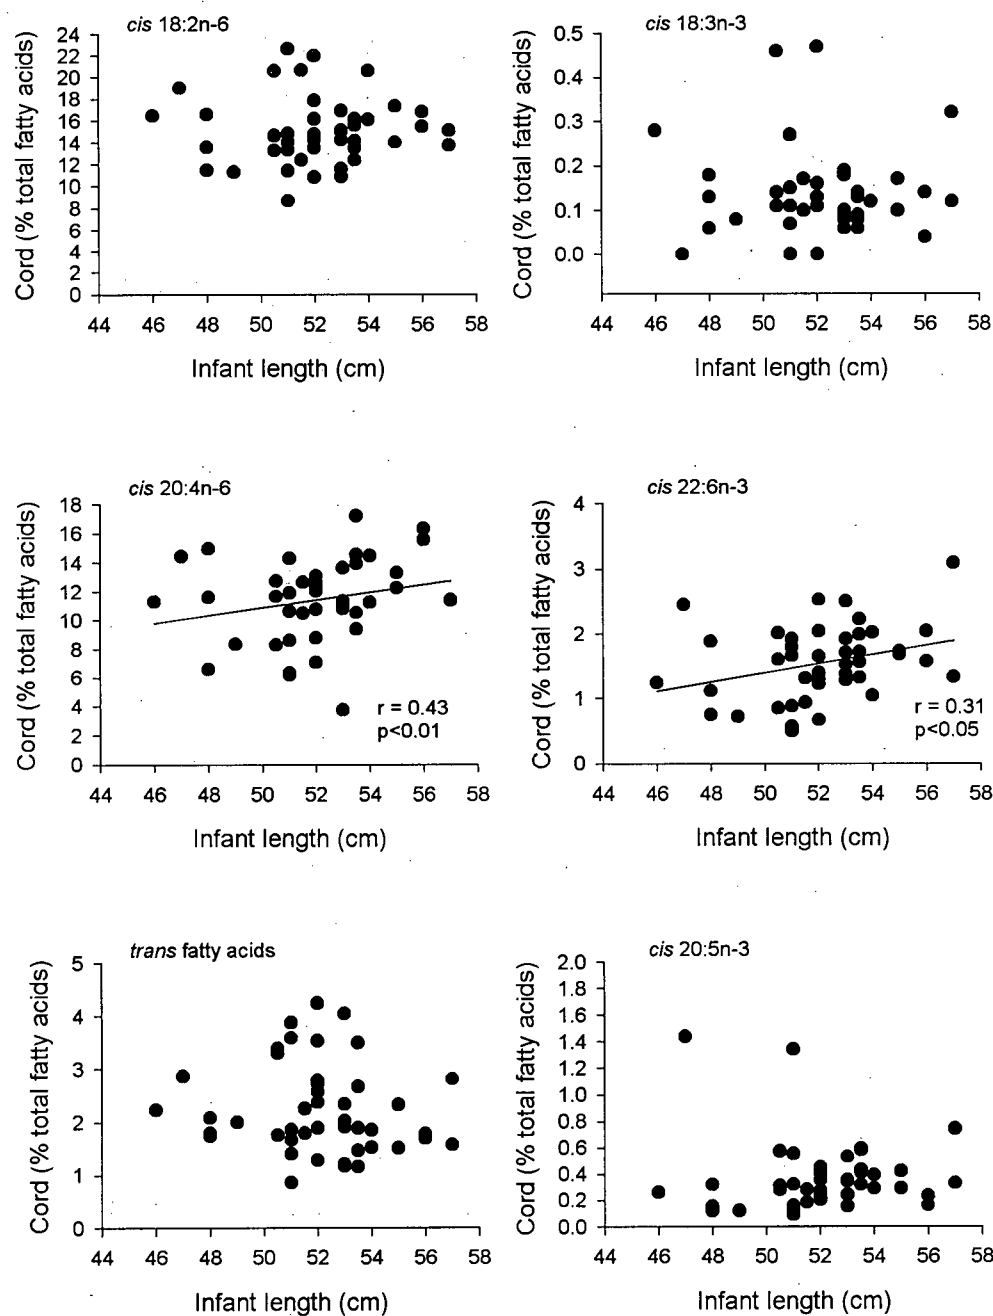 cis 18:2n-6
Cord (% total fatty acids)
24
22
20
18
16
14
12
10
8
6
4
2
0
44 46 48 50 52 54 56 58
Infant length (cm)
cis 18:3n-3
Cord (% total fatty acids)
0.5
0.4
0.3
0.2
0.1
0.0
44 46 48 50 52 54 56 58
Infant length (cm)
cis 20:4n-6
Cord (% total fatty acids)
18
16
14
12
10
8
6
4
2
0
r = 0.43
p<0.01
44 46 48 50 52 54 56 58
Infant length (cm)
cis 22:6n-3
Cord (% total fatty acids)
4
3
2
1
0
r = 0.31
p<0.05
44 46 48 50 52 54 56 58
Infant length (cm)
trans fatty acids
Cord (% total fatty acids)
5
4
3
2
1
0
44 46 48 50 52 54 56 58
Infant length (cm)
cis 20:5n-3
Cord (% total fatty acids)
2.0
1.8
1.6
1.4
1.2
1.0
0.8
0.6
0.4
0.2
0.0
44 46 48 50 52 54 56 58
Infant length (cm)